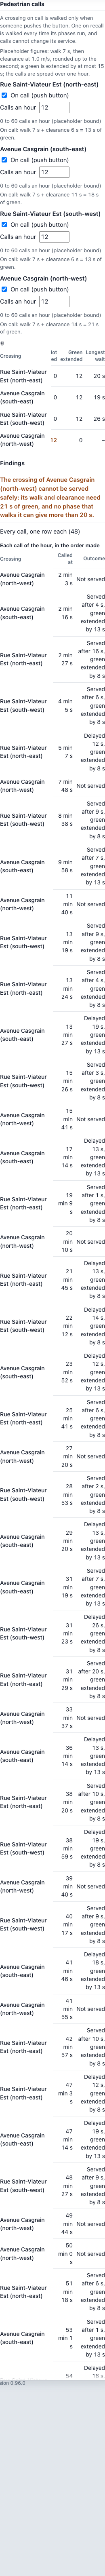 Pedestrian calls
A crossing on call is walked only when
someone pushes the button. One on recall
is walked every time its phases run, and
calls cannot change its service.
Placeholder figures: walk 7 s, then
clearance at 1 0 m/s, rounded up to the
second, a green is extended by at most 15
s; the calls are spread over one hour.
Rue Saint-Viateur Est (north-east)
On call (push button)
Calls an hour 12
0 to 60 calls an hour (placeholder bound)
On call: walk 7 s + clearance 6 s = 13 s of
green.
Avenue Casgrain (south-east)
On call (push button)
Calls an hour 12
0 to 60 calls an hour (placeholder bound)
On call: walk 7 s + clearance 11 s = 18 s
of green.
Rue Saint-Viateur Est (south-west)
On call (push button)
Calls an hour 12
0 to 60 calls an hour (placeholder bound)
On call: walk 7 s + clearance 6 s = 13 s of
green.
Avenue Casgrain (north-west)
On call (push button)
Calls an hour 12
0 to 60 calls an hour (placeholder bound)
On call: walk 7 s + clearance 14 s = 21 s
of green.
g
Crossing
Green
extended
Longest
wait
Rue Saint-Viateur
Est (north-east) 0 12 20 s
Avenue Casgrain
(south-east) 0 12 19 s
Rue Saint-Viateur
Est (south-west) 0 12 26 s
Avenue Casgrain
(north-west) 12 0 –
Findings
The crossing of Avenue Casgrain
(north-west) cannot be served
safely: its walk and clearance need
21 s of green, and no phase that
walks it can give more than 20 s.
Every call, one row each (48)
Each call of the hour, in the order made
Crossing
Called
at
Outcome
Avenue Casgrain
(north-west)
2 min
3 s
Not served
Avenue Casgrain
(south-east)
2 min
16 s
Served
after 4 s,
green
extended
by 13 s
Rue Saint-Viateur
Est (north-east)
2 min
27 s
Served
after 16 s,
green
extended
by 8 s
Rue Saint-Viateur
Est (south-west)
4 min
5 s
Served
after 6 s,
green
extended
by 8 s
Rue Saint-Viateur
Est (north-east)
5 min
7 s
Delayed
12 s,
green
extended
by 8 s
Avenue Casgrain
(north-west)
7 min
48 s
Not served
Rue Saint-Viateur
Est (south-west)
8 min
38 s
Served
after 9 s,
green
extended
by 8 s
Avenue Casgrain
(south-east)
9 min
58 s
Served
after 7 s,
green
extended
by 13 s
Avenue Casgrain
(north-west)
11
min
40 s
Not served
Rue Saint-Viateur
Est (south-west)
13
min
19 s
Served
after 9 s,
green
extended
by 8 s
Rue Saint-Viateur
Est (north-east)
13
min
24 s
Served
after 4 s,
green
extended
by 8 s
Avenue Casgrain
(south-east)
13
min
27 s
Delayed
19 s,
green
extended
by 13 s
Rue Saint-Viateur
Est (south-west)
15
min
26 s
Served
after 3 s,
green
extended
by 8 s
Avenue Casgrain
(north-west)
15
min
41 s
Not served
Avenue Casgrain
(south-east)
17
min
14 s
Delayed
13 s,
green
extended
by 13 s
Rue Saint-Viateur
Est (north-east)
19
min 9
s
Served
after 1 s,
green
extended
by 8 s
Avenue Casgrain
(north-west)
20
min
10 s
Not served
Rue Saint-Viateur
Est (north-east)
21
min
45 s
Delayed
13 s,
green
extended
by 8 s
Rue Saint-Viateur
Est (south-west)
22
min
12 s
Delayed
14 s,
green
extended
by 8 s
Avenue Casgrain
(south-east)
23
min
52 s
Delayed
12 s,
green
extended
by 13 s
Rue Saint-Viateur
Est (north-east)
25
min
41 s
Served
after 6 s,
green
extended
by 8 s
Avenue Casgrain
(north-west)
27
min
20 s
Not served
Rue Saint-Viateur
Est (south-west)
28
min
53 s
Served
after 2 s,
green
extended
by 8 s
Avenue Casgrain
(south-east)
29
min
20 s
Delayed
13 s,
green
extended
by 13 s
Avenue Casgrain
(south-east)
31
min
19 s
Served
after 7 s,
green
extended
by 13 s
Rue Saint-Viateur
Est (south-west)
31
min
23 s
Delayed
26 s,
green
extended
by 8 s
Rue Saint-Viateur
Est (north-east)
31
min
29 s
Served
after 20 s,
green
extended
by 8 s
Avenue Casgrain
(north-west)
33
min
37 s
Not served
Avenue Casgrain
(south-east)
36
min
14 s
Delayed
13 s,
green
extended
by 13 s
Rue Saint-Viateur
Est (north-east)
38
min
20 s
Served
after 10 s,
green
extended
by 8 s
Rue Saint-Viateur
Est (south-west)
38
min
59 s
Delayed
19 s,
green
extended
by 8 s
Avenue Casgrain
(north-west)
39
min
40 s
Not served
Rue Saint-Viateur
Est (south-west)
40
min
17 s
Served
after 9 s,
green
extended
by 8 s
Avenue Casgrain
(south-east)
41
min
46 s
Delayed
18 s,
green
extended
by 13 s
Avenue Casgrain
(north-west)
41
min
55 s
Not served
Rue Saint-Viateur
Est (north-east)
42
min
57 s
Served
after 10 s,
green
extended
by 8 s
Rue Saint-Viateur
Est (north-east)
47
min 3
s
Delayed
12 s,
green
extended
by 8 s
Avenue Casgrain
(south-east)
47
min
14 s
Delayed
19 s,
green
extended
by 13 s
Rue Saint-Viateur
Est (south-west)
48
min
27 s
Served
after 9 s,
green
extended
by 8 s
Avenue Casgrain
(north-west)
49
min
44 s
Not served
Avenue Casgrain
(north-west)
50
min 0
s
Not served
Rue Saint-Viateur
Est (north-east)
51
min
18 s
Served
after 6 s,
green
extended
by 8 s
Avenue Casgrain
(south-east)
53
min 1
s
Served
after 1 s,
green
extended
by 13 s
54
Delayed
0.96.0